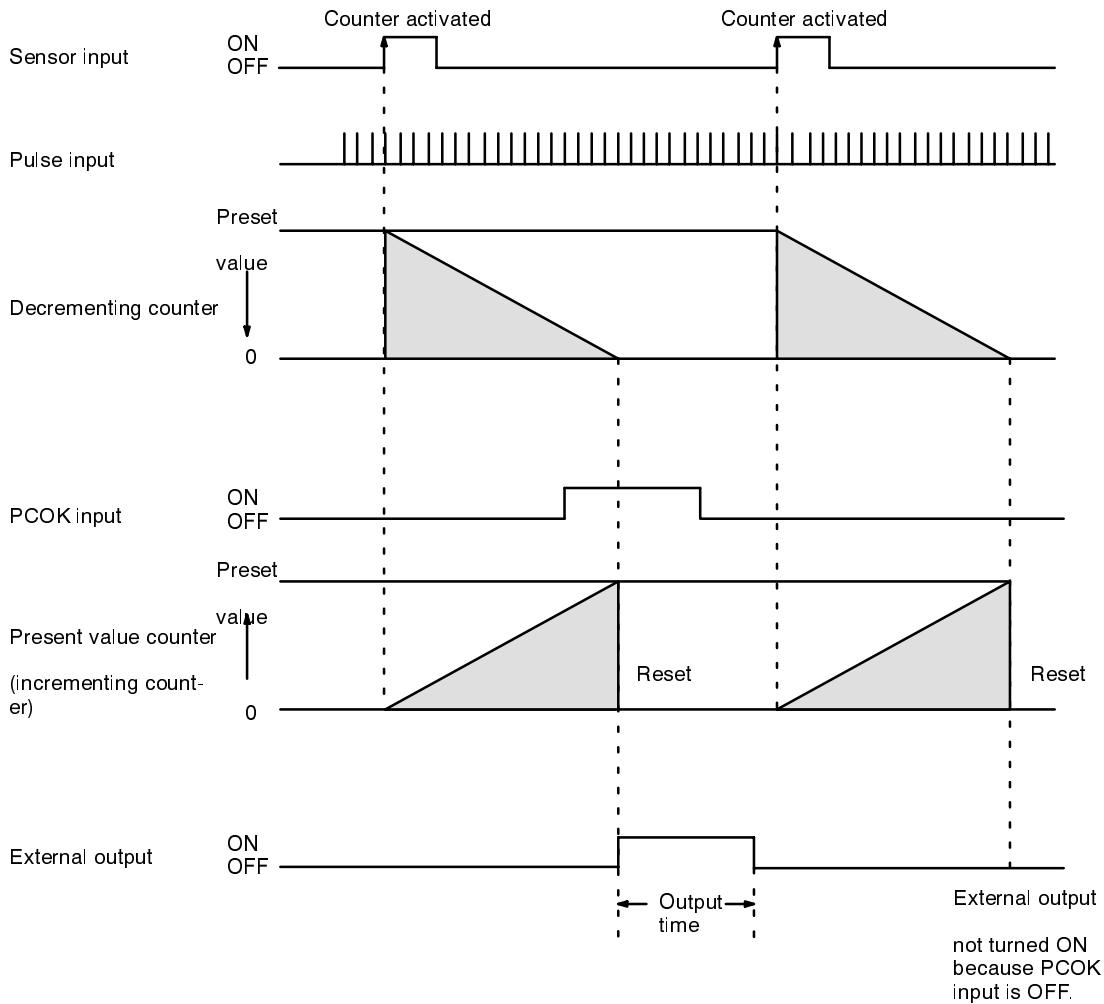 Counter activated
Counter activated
Sensor input
ON
OFF
Pulse input
Preset
value
Decrementing counter
0
PCOK input
ON
OFF
Preset
value
Present value counter
(incrementing count-
er)
0
Reset
Reset
External output
ON
OFF
Output
time
External output
not turned ON
because PCOK
input is OFF.